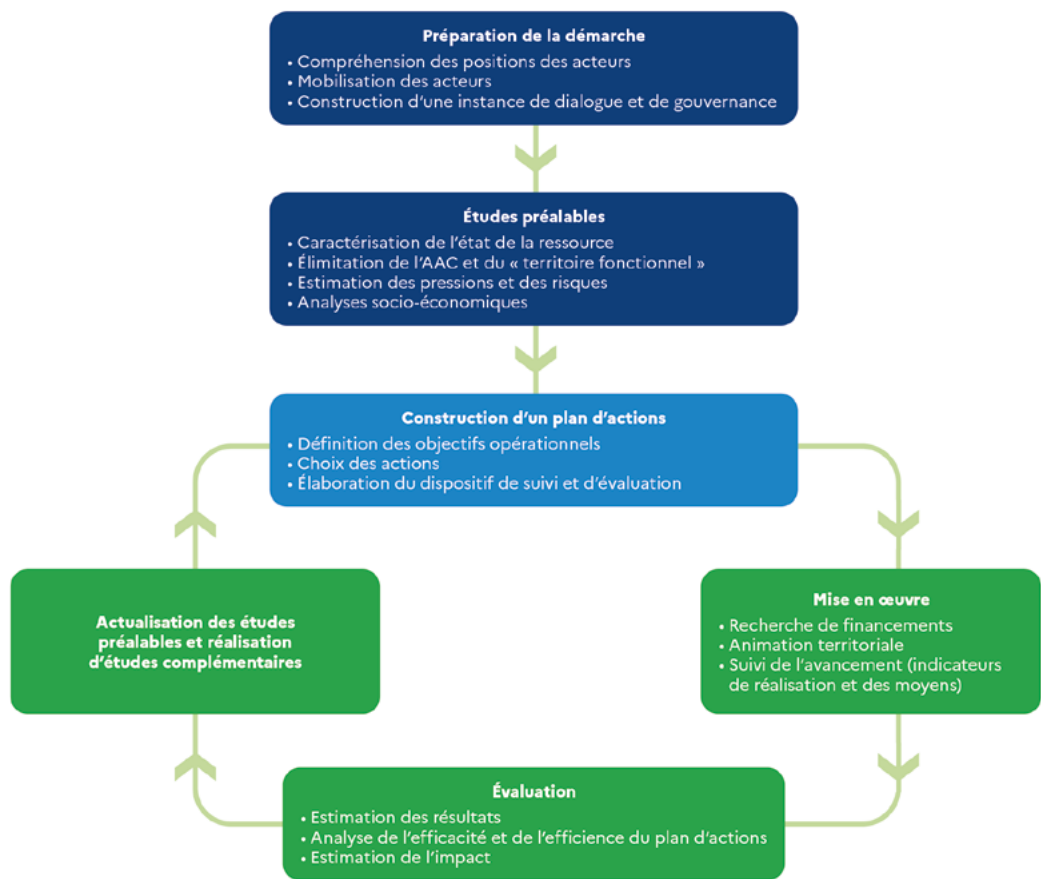 Préparation de la démarche
• Compréhension des positions des acteurs
• Mobilisation des acteurs
• Construction d'une instance de dialogue et de gouvernance
Études préalables
• Caractérisation de l'état de la ressource
• Élimitation de l'AAC et du « territoire fonctionnel »
• Estimation des pressions et des risques
• Analyses socio-économiques
Construction d'un plan d'actions
• Définition des objectifs opérationnels
• Choix des actions
• Élaboration du dispositif de suivi et d'évaluation
Mise en œuvre
• Recherche de financements
• Animation territoriale
• Suivi de l'avancement (indicateurs
de réalisation et des moyens)
Évaluation
• Estimation des résultats
• Analyse de l'efficacité et de l'efficience du plan d'actions
• Estimation de l'impact
Actualisation des études
préalables et réalisation
d'études complémentaires